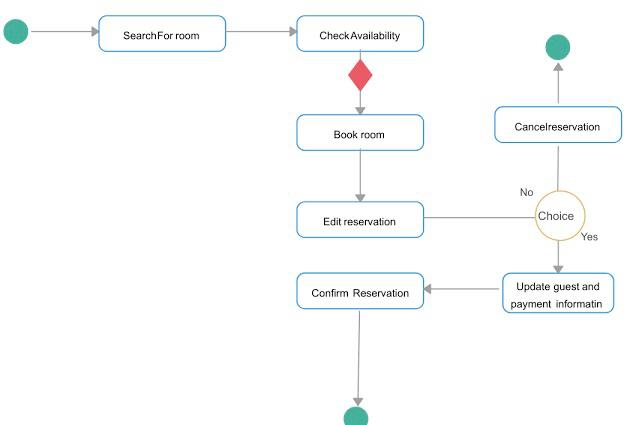 SearchFor room
CheckAvailability
Book room
Cancelreservation
No
Edit reservation
Choice
Yes
Confirm Reservation
Update guest and
payment informatin